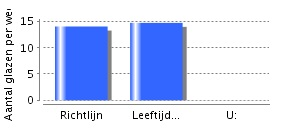 Aantal glazen per we
15
10
5
0
Richtlijn
Leeftijd...
U: